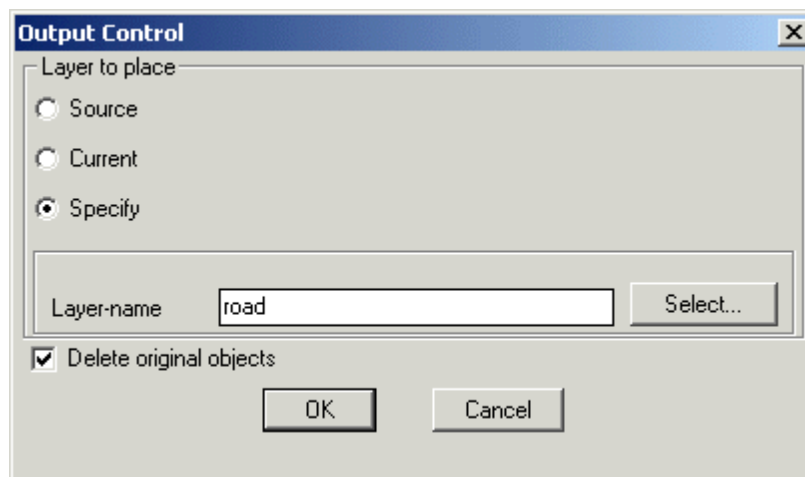 Output Control
Layer to place
Source
Current
Specify
Layer-name road Select...
Delete original objects
OK Cancel